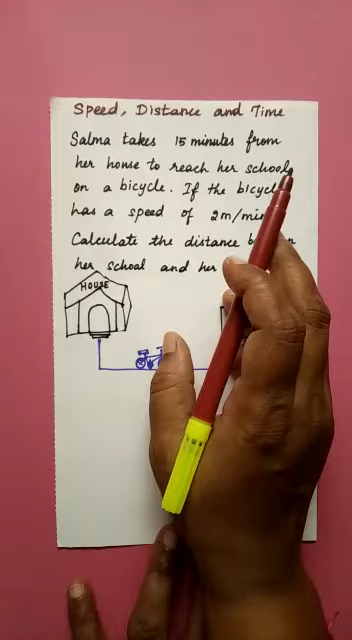 Speed, Distance and Time
Salma takes 15 minutes from
her house to reach her school
on a bicycle. If the bicycl
has a speed of 2m/min
Calculate the distance b n
her school and her
HOUSE